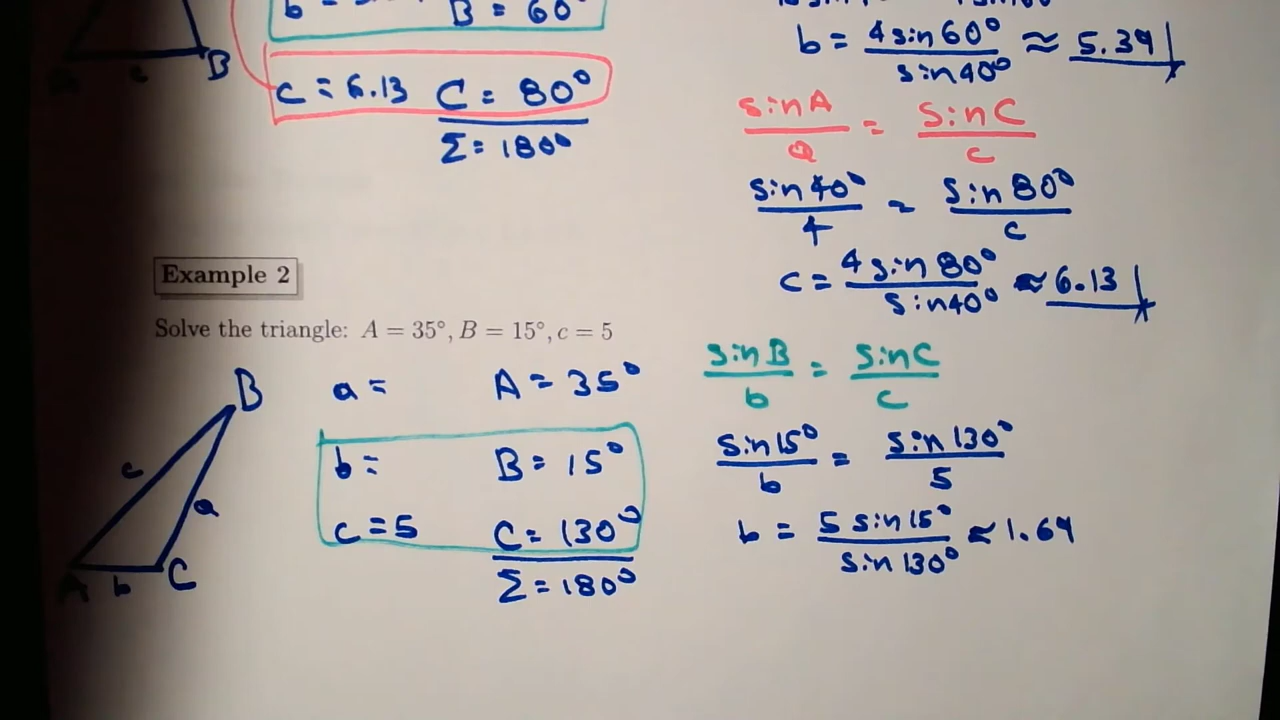 B = 60°
c = 6.13 C = 80°
Σ = 180°
A c B
b = 4 sin 60° / sin 40° ≈ 5.39
sin A / a = sin C / c
sin 40° / 4 = sin 80° / c
c = 4 sin 80° / sin 40° ≈ 6.13
Example 2
Solve the triangle: A = 35°, B = 15°, c = 5
B
c
a
A b C
a = A = 35°
b = B = 15°
c = 5 C = 130°
Σ = 180°
sin B / b = sin C / c
sin 15° / b = sin 130° / 5
b = 5 sin 15° / sin 130° ≈ 1.69